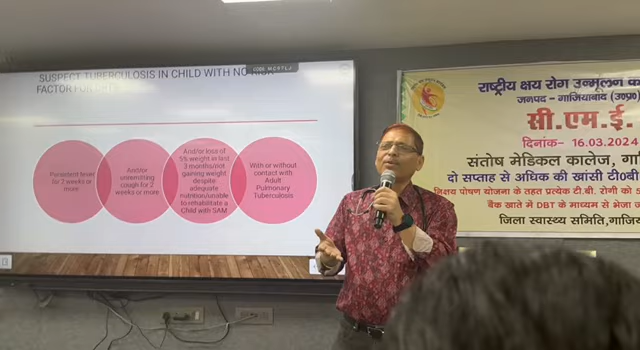 SUSPECT TUBERCULOSIS IN CHILD WITH NO RISK
FACTOR FOR
Persistent fever
for 2 weeks or
more
And/or
unremitting
cough for 2
weeks or more
And/or loss of
5% weight in last
3 months/not
gaining weight
despite
adequate
nutrition/unable
to rehabilitate a
Child with SAM
With or without
contact with
Adult
Pulmonary
Tuberculosis
राष्ट्रीय क्षय रोग उन्मूलन क
जनपद - गाजियाबाद (उ०प्र०)
सी.एम.ई.
दिनांक- 16.03.2024
संतोष मेडिकल कालेज, गा
दो सप्ताह से अधिक की खांसी टी०बी
निक्षय पोषण योजना के तहत प्रत्येक टी.बी. रोगी को
बैंक खाते में DBT के माध्यम से भेजा ज
जिला स्वास्थ्य समिति,गाजिय